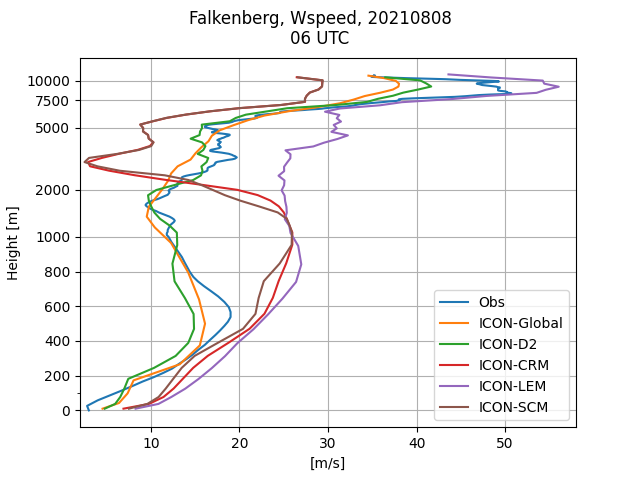 Falkenberg, Wspeed, 20210808
06 UTC
10000
7500
5000
2000
1000
800
600
400
200
0
Height [m]
Obs
ICON-Global
ICON-D2
ICON-CRM
ICON-LEM
ICON-SCM
10 20 30 40 50
[m/s]